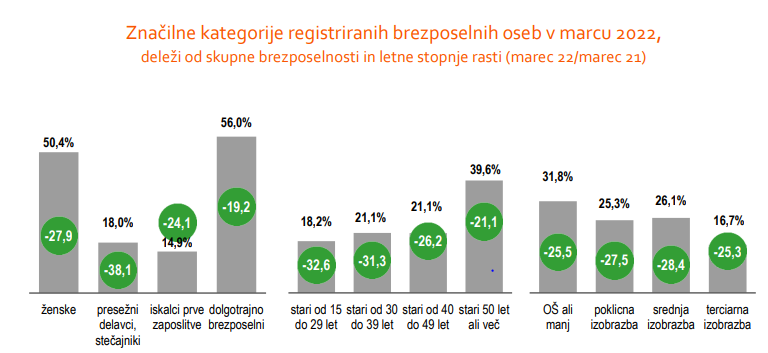 Značilne kategorije registriranih brezposelnih oseb v marcu 2022,
deleži od skupne brezposelnosti in letne stopnje rasti (marec 22/marec 21)
50,4%
18,0%
14,9%
56,0%
18,2%
21,1%
21,1%
39,6%
31,8%
25,3%
26,1%
16,7%
-27,9
-38,1
-24,1
-19,2
-32,6
-31,3
-26,2
-21,1
-25,5
-27,5
-28,4
-25,3
ženske
presežni
delavci,
stečajniki
iskalci prve
zaposlitve
dolgotrajno
brezposelni
stari od 15
do 29 let
stari od 30
do 39 let
stari od 40
do 49 let
stari 50 let
ali več
OŠ ali
manj
poklicna
izobrazba
srednja
izobrazba
terciarna
izobrazba